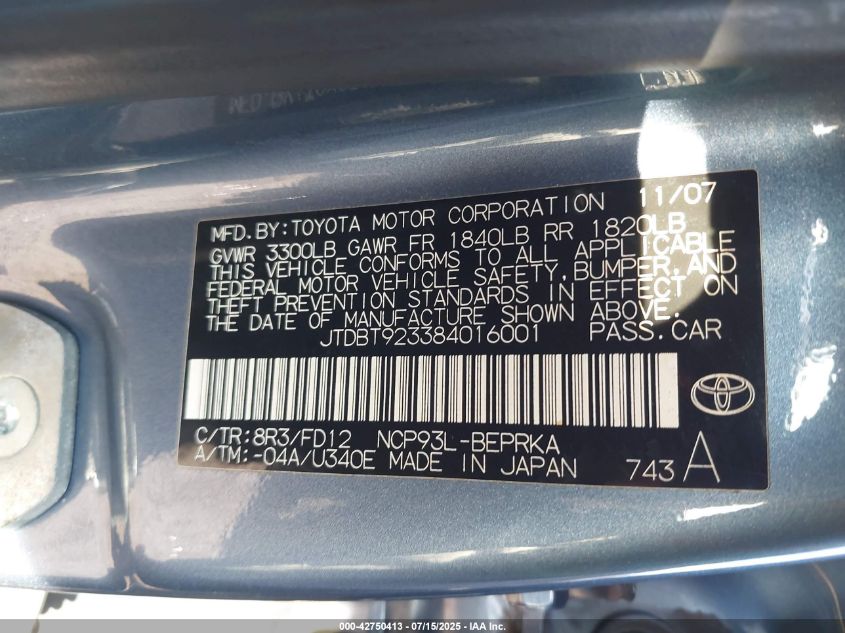 MFD. BY: TOYOTA MOTOR CORPORATION 11/07
GVWR 3300LB GAWR FR 1840LB RR 1820LB
THIS VEHICLE CONFORMS TO ALL APPLICABLE
FEDERAL MOTOR VEHICLE SAFETY, BUMPER, AND
THEFT PREVENTION STANDARDS IN EFFECT ON
THE DATE OF MANUFACTURE SHOWN ABOVE.
JTDBT923384016001 PASS. CAR
C/TR: 8R3/FD12 NCP93L-BEPRKA
A/TM: -04A/U340E MADE IN JAPAN 743 A
000-42750413 - 07/15/2025 - IAA Inc.